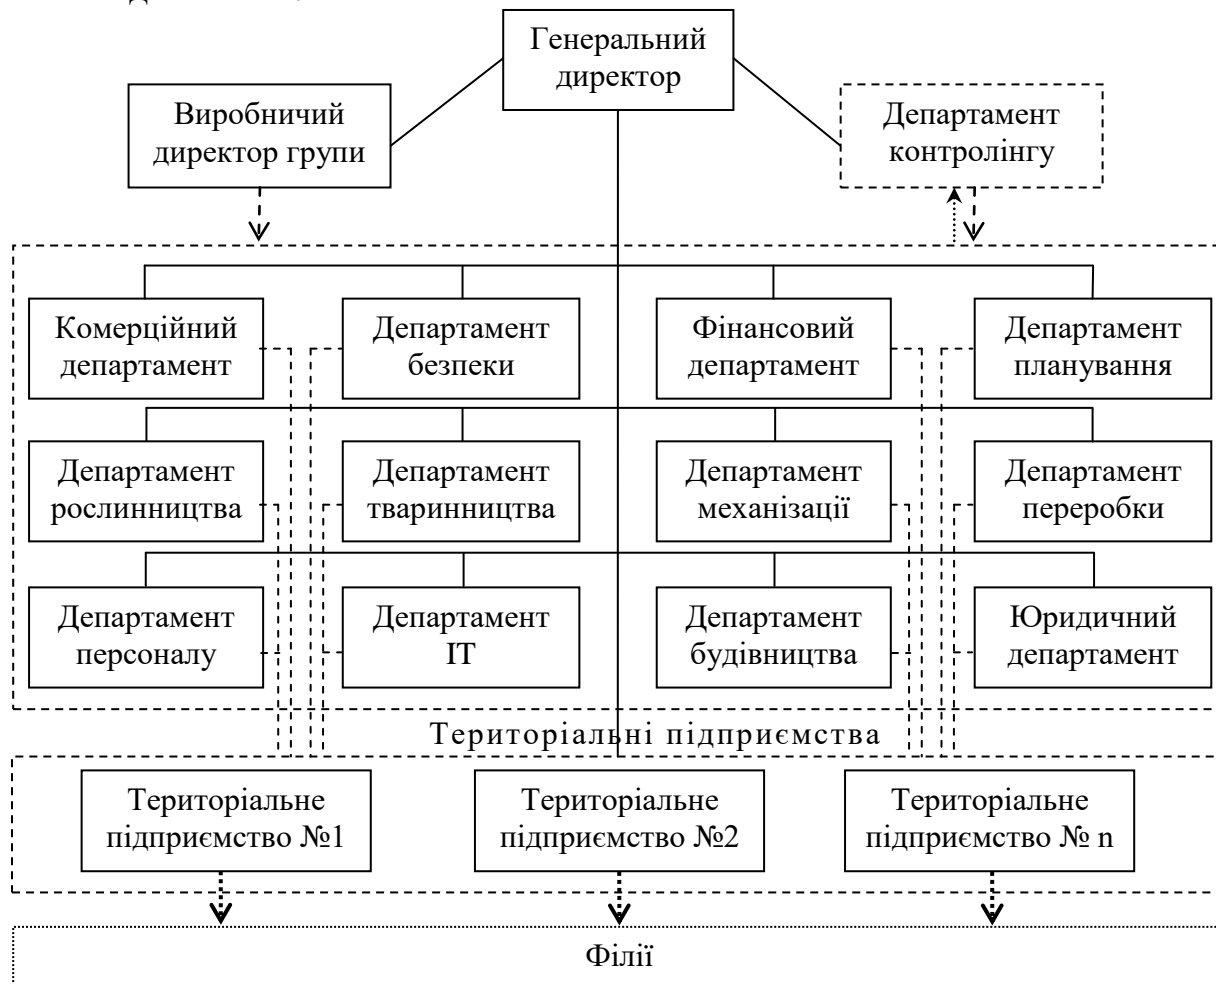 Генеральний
директор
Виробничий
директор групи
Департамент
контролінгу
Комерційний
департамент
Департамент
безпеки
Фінансовий
департамент
Департамент
планування
Департамент
рослинництва
Департамент
тваринництва
Департамент
механізації
Департамент
переробки
Департамент
персоналу
Департамент
ІТ
Департамент
будівництва
Юридичний
департамент
Територіальні підприємства
Територіальне
підприємство №1
Територіальне
підприємство №2
Територіальне
підприємство № n
Філії